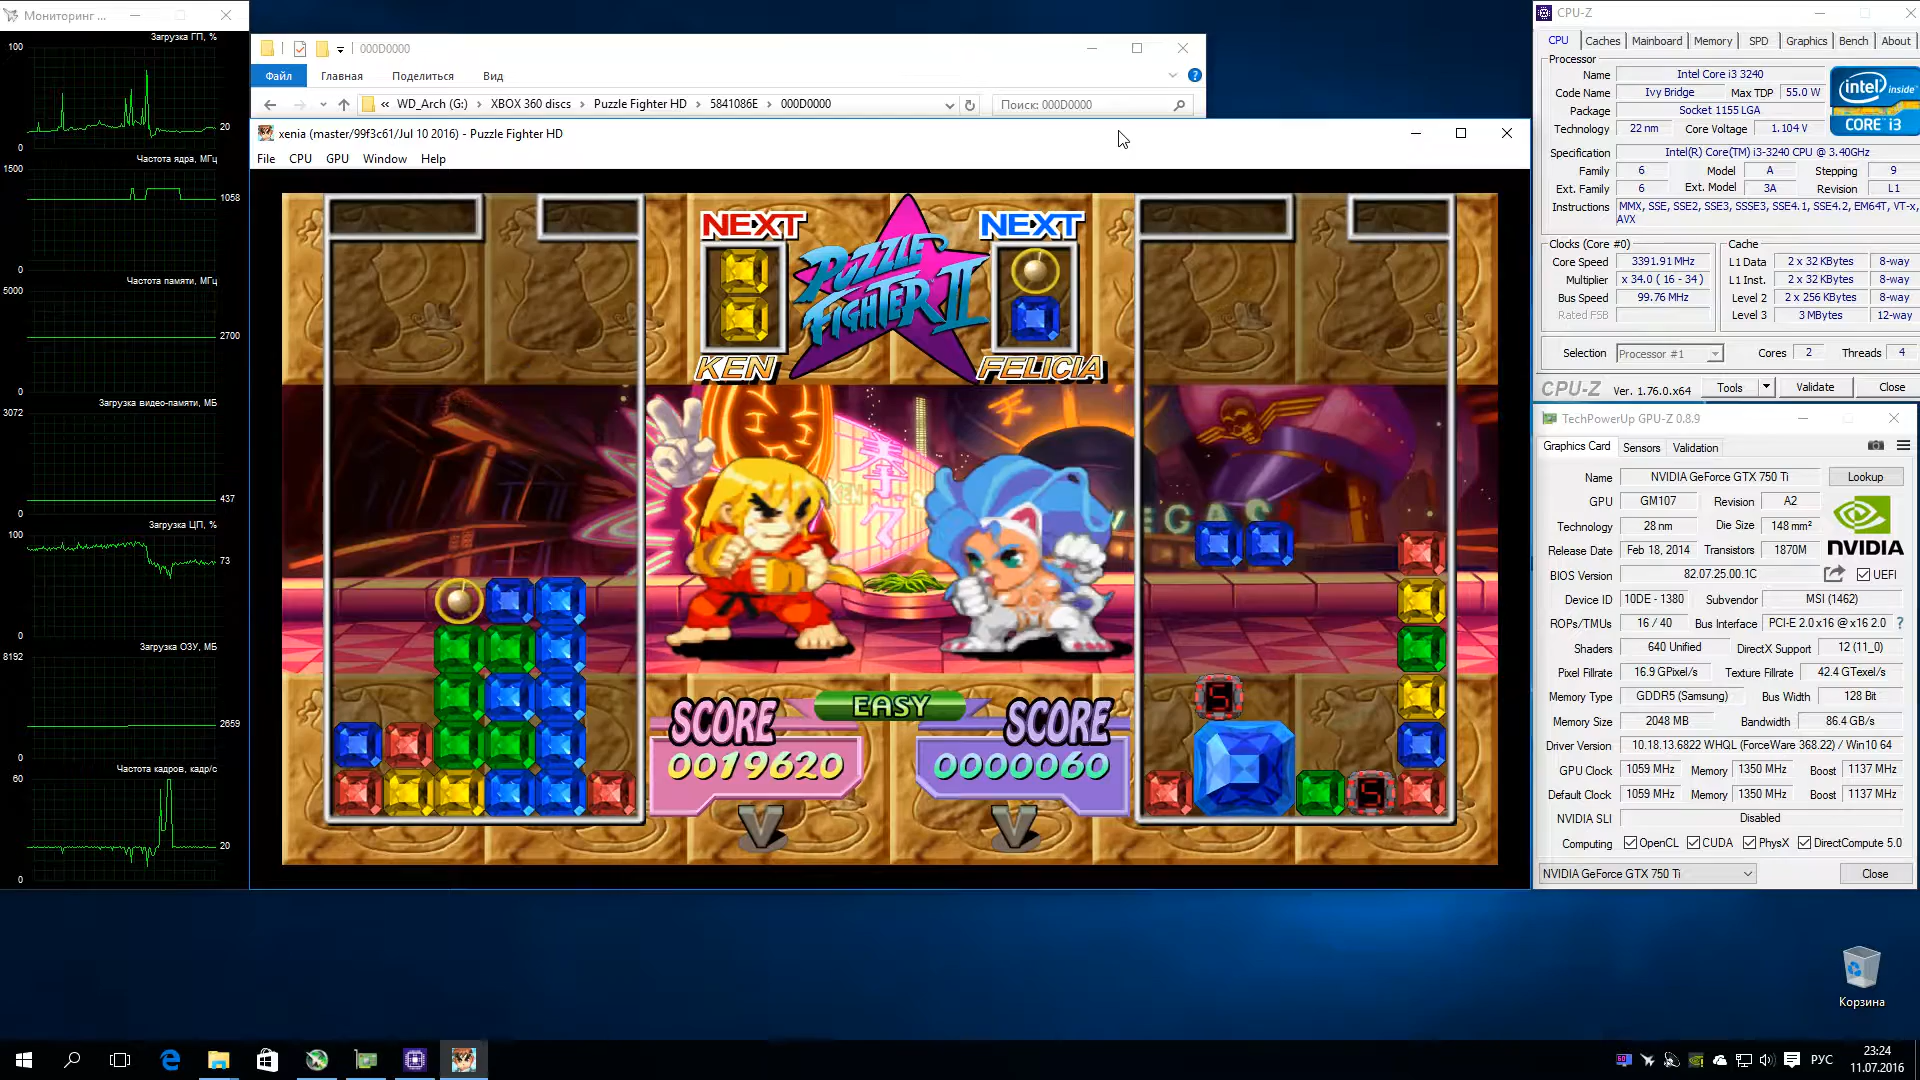 Мониторинг ...
Загрузка ГП, %
100
20
0
Частота ядра, МГц
1500
1058
0
Частота памяти, МГц
5000
2700
0
Загрузка видео-памяти, МБ
3072
437
0
Загрузка ЦП, %
100
73
0
Загрузка ОЗУ, МБ
8192
2659
0
Частота кадров, кадр/с
60
20
0
000D0000
Файл Главная Поделиться Вид
« WD_Arch (G:) XBOX 360 discs Puzzle Fighter HD 5841086E 000D0000
Поиск: 000D0000
xenia (master/99f3c61/Jul 10 2016) - Puzzle Fighter HD
File CPU GPU Window Help
NEXT NEXT
PUZZLE FIGHTER II
KEN FELICIA
VEGAS
SCORE EASY SCORE
0019620 0000060
5
5
CPU-Z
CPU Caches Mainboard Memory SPD Graphics Bench About
Processor
Name Intel Core i3 3240
Code Name Ivy Bridge Max TDP 55.0 W
Package Socket 1155 LGA
Technology 22 nm Core Voltage 1.104 V
intel inside™
CORE i3
Specification Intel(R) Core(TM) i3-3240 CPU @ 3.40GHz
Family 6 Model A Stepping 9
Ext. Family 6 Ext. Model 3A Revision L1
Instructions MMX, SSE, SSE2, SSE3, SSSE3, SSE4.1, SSE4.2, EM64T, VT-x, AVX
Clocks (Core #0)
Core Speed 3391.91 MHz
Multiplier x 34.0 ( 16 - 34 )
Bus Speed 99.76 MHz
Rated FSB
Cache
L1 Data 2 x 32 KBytes 8-way
L1 Inst. 2 x 32 KBytes 8-way
Level 2 2 x 256 KBytes 8-way
Level 3 3 MBytes 12-way
Selection Processor #1 Cores 2 Threads 4
CPU-Z Ver. 1.76.0.x64 Tools Validate Close
TechPowerUp GPU-Z 0.8.9
Graphics Card Sensors Validation
Name NVIDIA GeForce GTX 750 Ti Lookup
GPU GM107 Revision A2
Technology 28 nm Die Size 148 mm²
Release Date Feb 18, 2014 Transistors 1870M
NVIDIA
BIOS Version 82.07.25.00.1C UEFI
Device ID 10DE - 1380 Subvendor MSI (1462)
ROPs/TMUs 16 / 40 Bus Interface PCI-E 2.0 x16 @ x16 2.0 ?
Shaders 640 Unified DirectX Support 12 (11_0)
Pixel Fillrate 16.9 GPixel/s Texture Fillrate 42.4 GTexel/s
Memory Type GDDR5 (Samsung) Bus Width 128 Bit
Memory Size 2048 MB Bandwidth 86.4 GB/s
Driver Version 10.18.13.6822 WHQL (ForceWare 368.22) / Win10 64
GPU Clock 1059 MHz Memory 1350 MHz Boost 1137 MHz
Default Clock 1059 MHz Memory 1350 MHz Boost 1137 MHz
NVIDIA SLI Disabled
Computing OpenCL CUDA PhysX DirectCompute 5.0
NVIDIA GeForce GTX 750 Ti Close
Корзина
60
РУС
23:24
11.07.2016